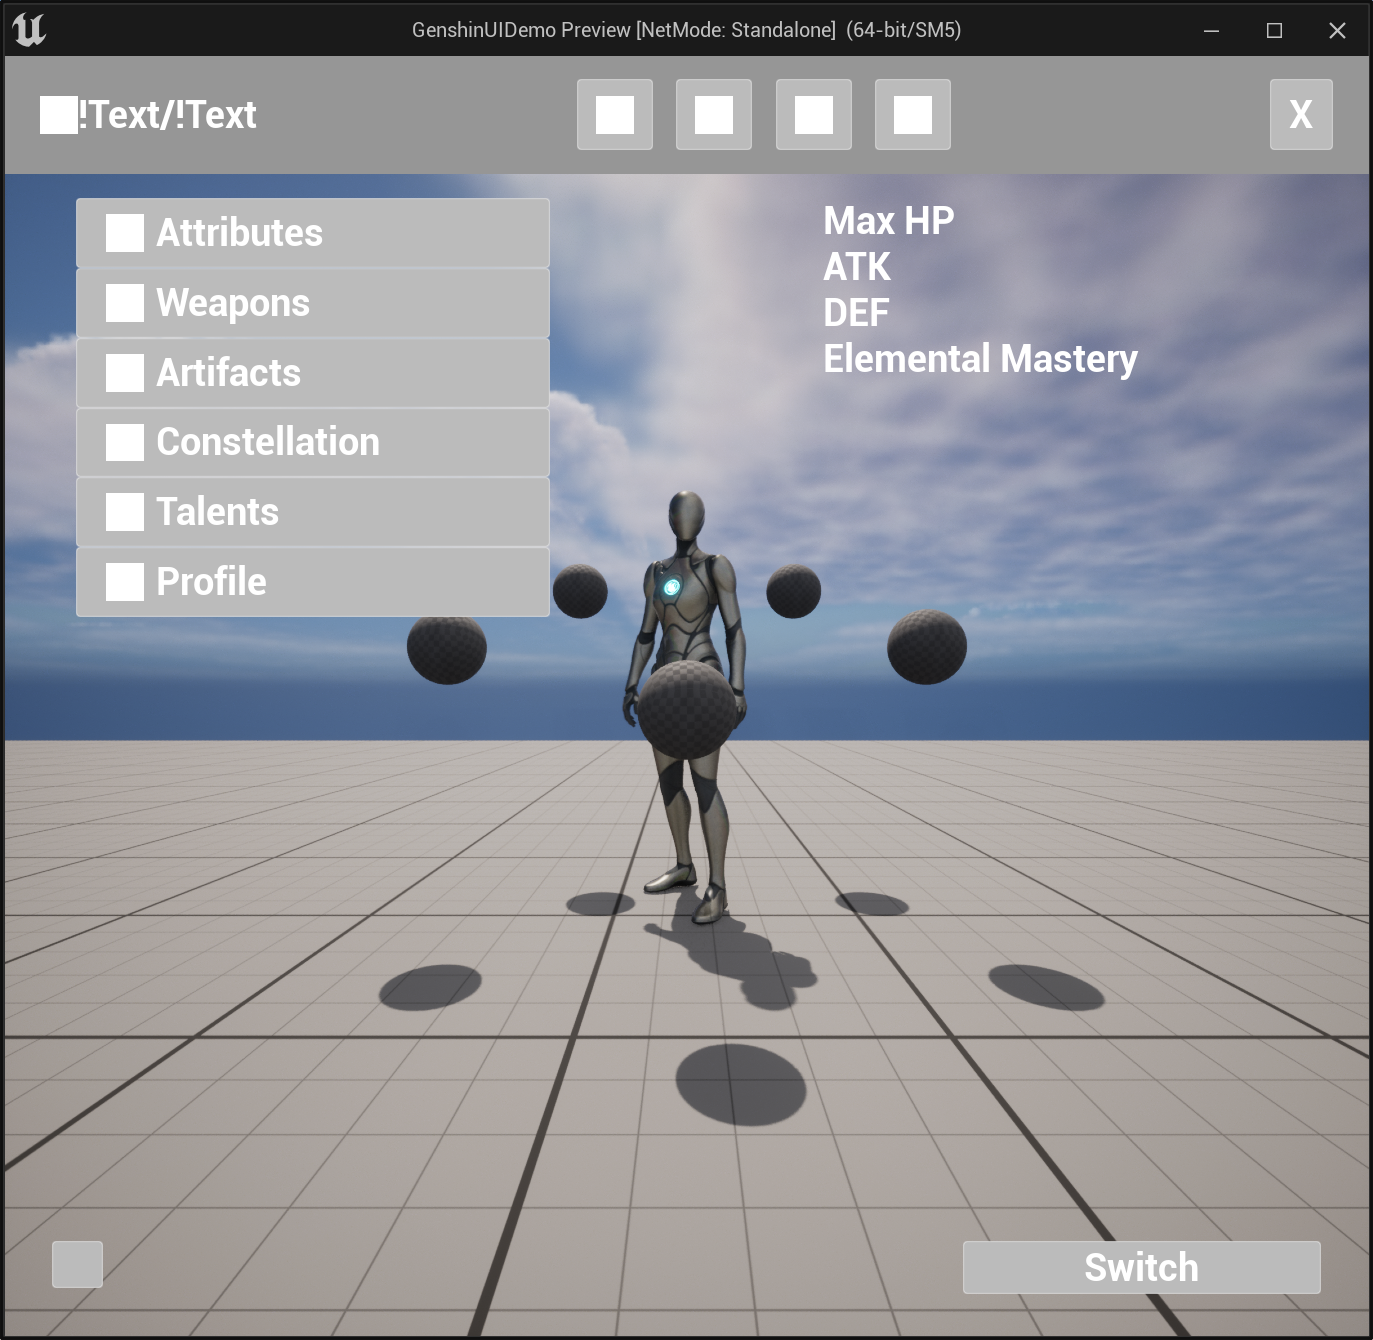 GenshinUIDemo Preview [NetMode: Standalone] (64-bit/SM5)
!Text/!Text
X
Attributes
Weapons
Artifacts
Constellation
Talents
Profile
Max HP
ATK
DEF
Elemental Mastery
Switch